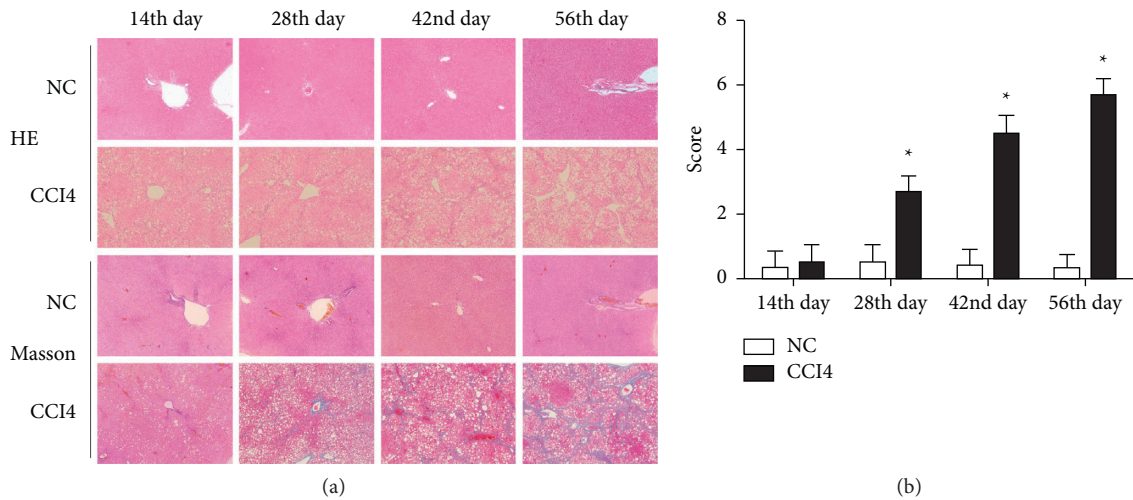 14th day 28th day 42nd day 56th day
HE
NC
CCI4
Masson
NC
CCI4
(a)
8
6
4
2
0
Score
*
*
*
14th day 28th day 42nd day 56th day
NC
CCI4
(b)